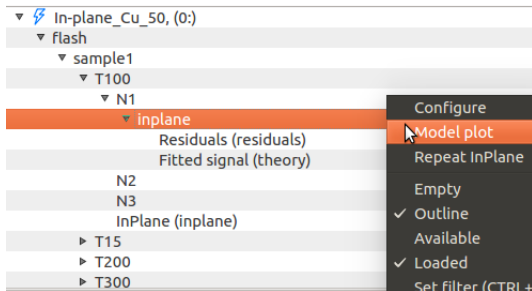 In-plane_Cu_50, (0:)
flash
sample1
T100
N1
inplane
Residuals (residuals)
Fitted signal (theory)
N2
N3
InPlane (inplane)
T15
T200
T300
Configure
Model plot
Repeat InPlane
Empty
Outline
Available
Loaded
Set filter (CTRL+